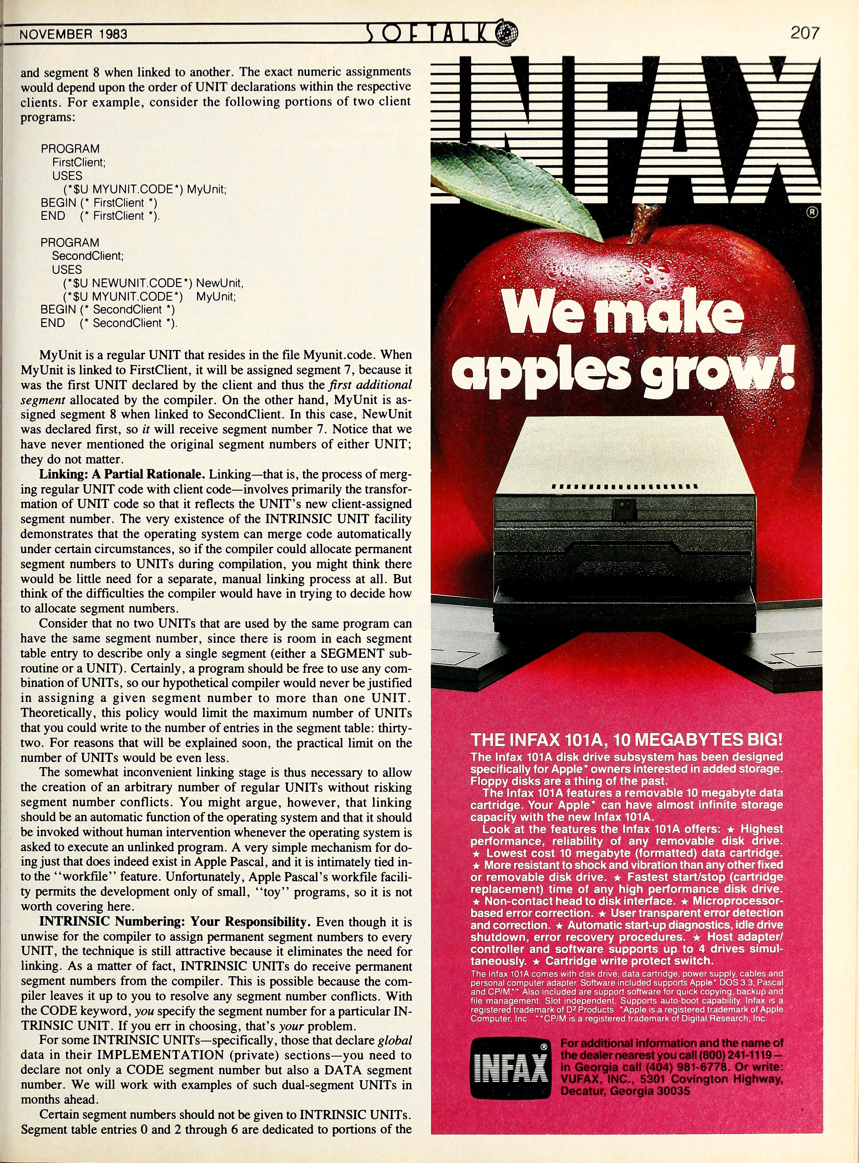 NOVEMBER 1983
SOFTALK
207
and segment 8 when linked to another. The exact numeric assignments
would depend upon the order of UNIT declarations within the respective
clients. For example, consider the following portions of two client
programs:
PROGRAM
FirstClient;
USES
(*$U MYUNIT.CODE*) MyUnit;
BEGIN (* FirstClient *)
END (* FirstClient *).
PROGRAM
SecondClient;
USES
(*$U NEWUNIT.CODE*) NewUnit,
(*$U MYUNIT.CODE*) MyUnit;
BEGIN (* SecondClient *)
END (* SecondClient *).
MyUnit is a regular UNIT that resides in the file Myunit.code. When
MyUnit is linked to FirstClient, it will be assigned segment 7, because it
was the first UNIT declared by the client and thus the first additional
segment allocated by the compiler. On the other hand, MyUnit is as-
signed segment 8 when linked to SecondClient. In this case, NewUnit
was declared first, so it will receive segment number 7. Notice that we
have never mentioned the original segment numbers of either UNIT;
they do not matter.
Linking: A Partial Rationale. Linking—that is, the process of merg-
ing regular UNIT code with client code—involves primarily the transfor-
mation of UNIT code so that it reflects the UNIT's new client-assigned
segment number. The very existence of the INTRINSIC UNIT facility
demonstrates that the operating system can merge code automatically
under certain circumstances, so if the compiler could allocate permanent
segment numbers to UNITs during compilation, you might think there
would be little need for a separate, manual linking process at all. But
think of the difficulties the compiler would have in trying to decide how
to allocate segment numbers.
Consider that no two UNITs that are used by the same program can
have the same segment number, since there is room in each segment
table entry to describe only a single segment (either a SEGMENT sub-
routine or a UNIT). Certainly, a program should be free to use any com-
bination of UNITs, so our hypothetical compiler would never be justified
in assigning a given segment number to more than one UNIT.
Theoretically, this policy would limit the maximum number of UNITs
that you could write to the number of entries in the segment table: thirty-
two. For reasons that will be explained soon, the practical limit on the
number of UNITs would be even less.
The somewhat inconvenient linking stage is thus necessary to allow
the creation of an arbitrary number of regular UNITs without risking
segment number conflicts. You might argue, however, that linking
should be an automatic function of the operating system and that it should
be invoked without human intervention whenever the operating system is
asked to execute an unlinked program. A very simple mechanism for do-
ing just that does indeed exist in Apple Pascal, and it is intimately tied in-
to the "workfile" feature. Unfortunately, Apple Pascal's workfile facili-
ty permits the development only of small, "toy" programs, so it is not
worth covering here.
INTRINSIC Numbering: Your Responsibility. Even though it is
unwise for the compiler to assign permanent segment numbers to every
UNIT, the technique is still attractive because it eliminates the need for
linking. As a matter of fact, INTRINSIC UNITs do receive permanent
segment numbers from the compiler. This is possible because the com-
piler leaves it up to you to resolve any segment number conflicts. With
the CODE keyword, you specify the segment number for a particular IN-
TRINSIC UNIT. If you err in choosing, that's your problem.
For some INTRINSIC UNITs—specifically, those that declare global
data in their IMPLEMENTATION (private) sections—you need to
declare not only a CODE segment number but also a DATA segment
number. We will work with examples of such dual-segment UNITs in
months ahead.
Certain segment numbers should not be given to INTRINSIC UNITs.
Segment table entries 0 and 2 through 6 are dedicated to portions of the
INFAX
®
We make
apples grow!
THE INFAX 101A, 10 MEGABYTES BIG!
The Infax 101A disk drive subsystem has been designed
specifically for Apple* owners interested in added storage.
Floppy disks are a thing of the past.
The Infax 101A features a removable 10 megabyte data
cartridge. Your Apple* can have almost infinite storage
capacity with the new Infax 101A.
Look at the features the Infax 101A offers: ★ Highest
performance, reliability of any removable disk drive.
★ Lowest cost 10 megabyte (formatted) data cartridge.
★ More resistant to shock and vibration than any other fixed
or removable disk drive. ★ Fastest start/stop (cartridge
replacement) time of any high performance disk drive.
★ Non-contact head to disk interface. ★ Microprocessor-
based error correction. ★ User transparent error detection
and correction. ★ Automatic start-up diagnostics, idle drive
shutdown, error recovery procedures. ★ Host adapter/
controller and software supports up to 4 drives simul-
taneously. ★ Cartridge write protect switch.
The Infax 101A comes with disk drive, data cartridge, power supply, cables and
personal computer adapter. Software included supports Apple* DOS 3.3, Pascal
and CP/M.** Also included are support software for quick copying, backup and
file management. Slot independent. Supports auto-boot capability. Infax is a
registered trademark of D² Products *Apple is a registered trademark of Apple
Computer, Inc. **CP/M is a registered trademark of Digital Research, Inc.
INFAX
®
For additional information and the name of
the dealer nearest you call (800) 241-1119—
in Georgia call (404) 981-6778. Or write:
VUFAX, INC., 5301 Covington Highway,
Decatur, Georgia 30035